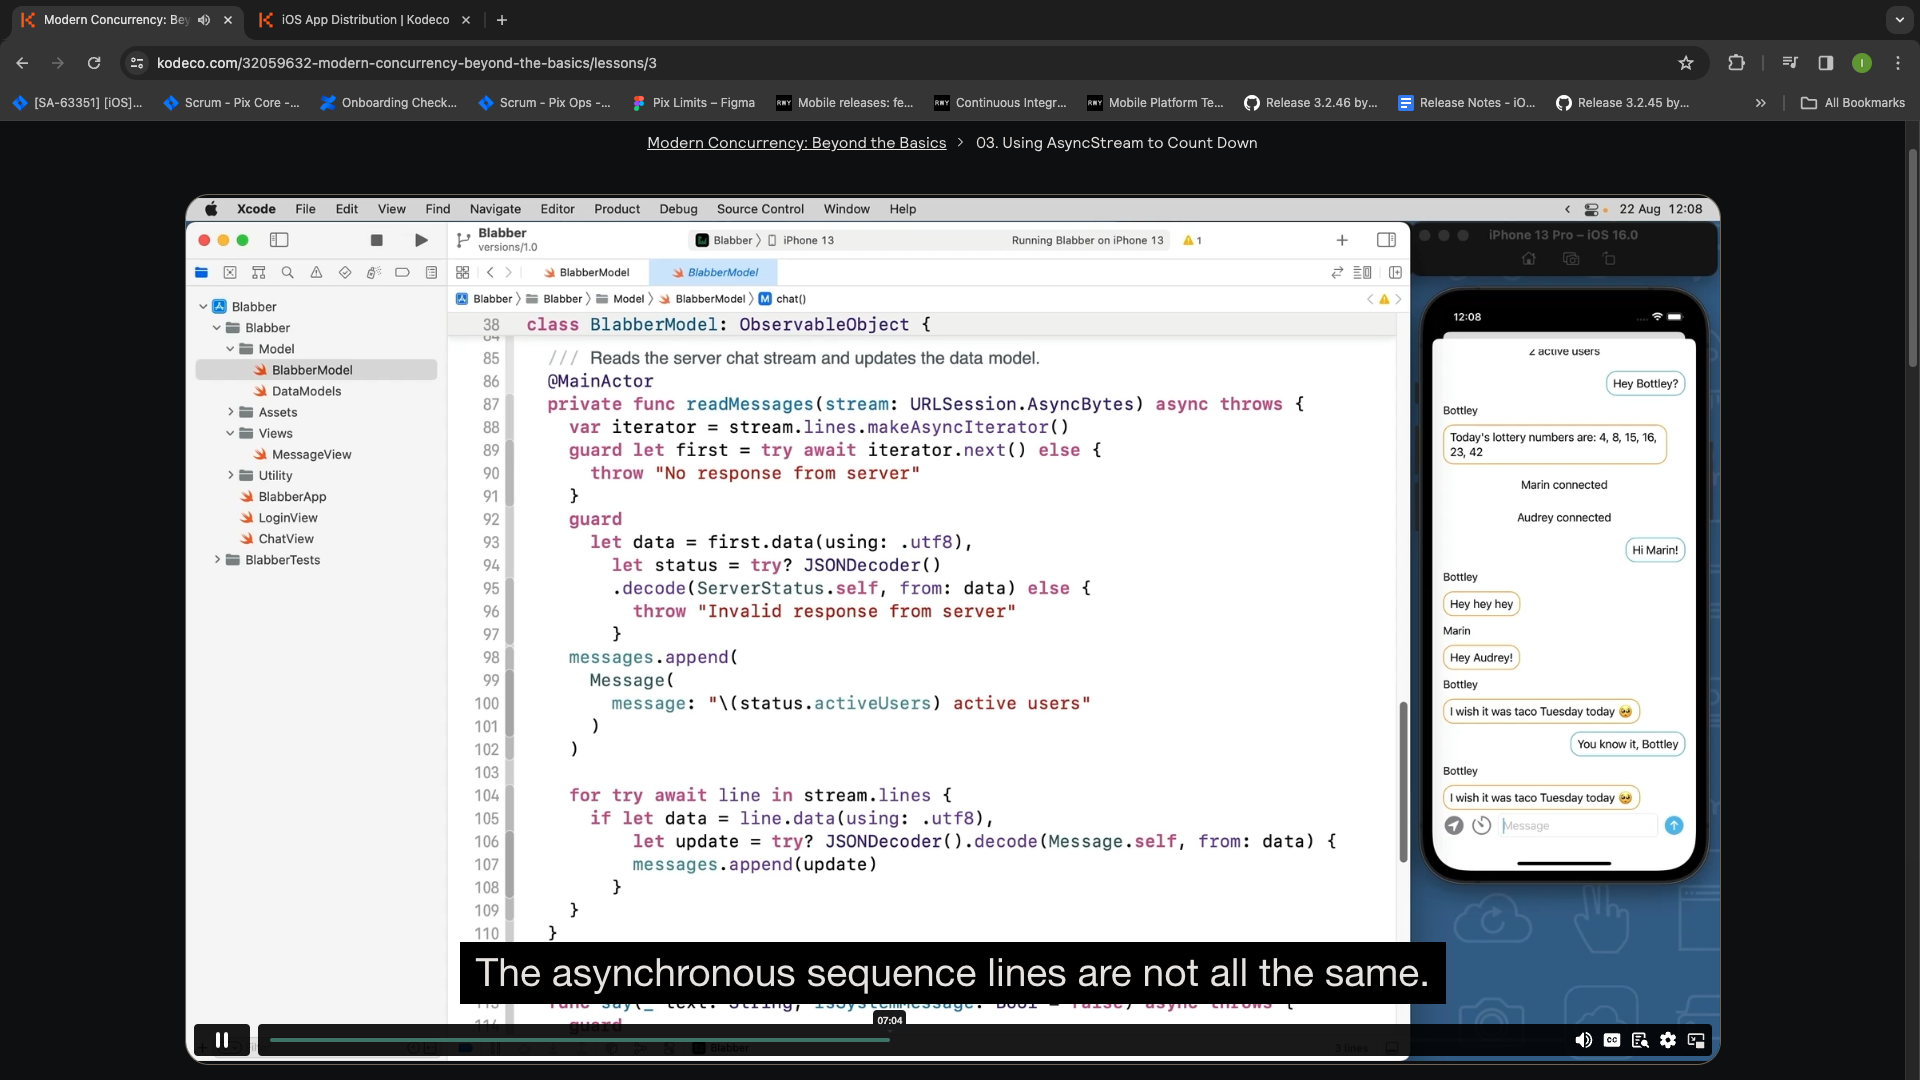 Modern Concurrency: Bey
iOS App Distribution | Kodeco
kodeco.com/32059632-modern-concurrency-beyond-the-basics/lessons/3
I
[SA-63351] [iOS]...
Scrum - Pix Core -...
Onboarding Check...
Scrum - Pix Ops -...
Pix Limits – Figma
RWY Mobile releases: fe...
RWY Continuous Integr...
RWY Mobile Platform Te...
Release 3.2.46 by...
Release Notes - iO...
Release 3.2.45 by...
All Bookmarks
Modern Concurrency: Beyond the Basics > 03. Using AsyncStream to Count Down
Xcode File Edit View Find Navigate Editor Product Debug Source Control Window Help
22 Aug 12:08
Blabber
versions/1.0
Blabber iPhone 13
Running Blabber on iPhone 13
1
BlabberModel
BlabberModel
Blabber Blabber Model BlabberModel M chat()
Blabber
Blabber
Model
BlabberModel
DataModels
Assets
Views
MessageView
Utility
BlabberApp
LoginView
ChatView
BlabberTests
38 class BlabberModel: ObservableObject {
84
85 /// Reads the server chat stream and updates the data model.
86 @MainActor
87 private func readMessages(stream: URLSession.AsyncBytes) async throws {
88 var iterator = stream.lines.makeAsyncIterator()
89 guard let first = try await iterator.next() else {
90 throw "No response from server"
91 }
92 guard
93 let data = first.data(using: .utf8),
94 let status = try? JSONDecoder()
95 .decode(ServerStatus.self, from: data) else {
96 throw "Invalid response from server"
97 }
98 messages.append(
99 Message(
100 message: "\(status.activeUsers) active users"
101 )
102 )
103
104 for try await line in stream.lines {
105 if let data = line.data(using: .utf8),
106 let update = try? JSONDecoder().decode(Message.self, from: data) {
107 messages.append(update)
108 }
109 }
110 }
The asynchronous sequence lines are not all the same.
114 guard
07:04
Blabber
CC
iPhone 13 Pro – iOS 16.0
12:08
2 active users
Hey Bottley?
Bottley
Today's lottery numbers are: 4, 8, 15, 16,
23, 42
Marin connected
Audrey connected
Hi Marin!
Bottley
Hey hey hey
Marin
Hey Audrey!
Bottley
I wish it was taco Tuesday today 🥺
You know it, Bottley
Bottley
I wish it was taco Tuesday today 🥺
Message